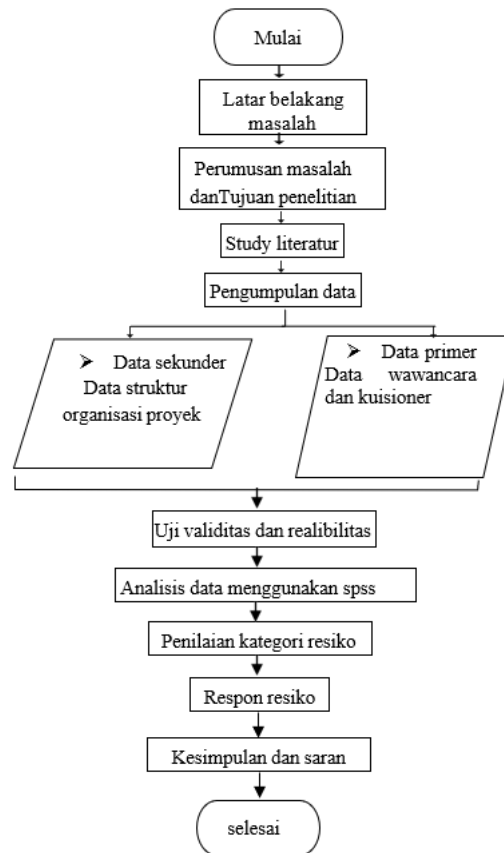 Mulai
Latar belakang
masalah
Perumusan masalah
danTujuan penelitian
Study literatur
Pengumpulan data
➢ Data sekunder
Data struktur
organisasi proyek
➢ Data primer
Data wawancara
dan kuisioner
Uji validitas dan realibilitas
Analisis data menggunakan spss
Penilaian kategori resiko
Respon resiko
Kesimpulan dan saran
selesai